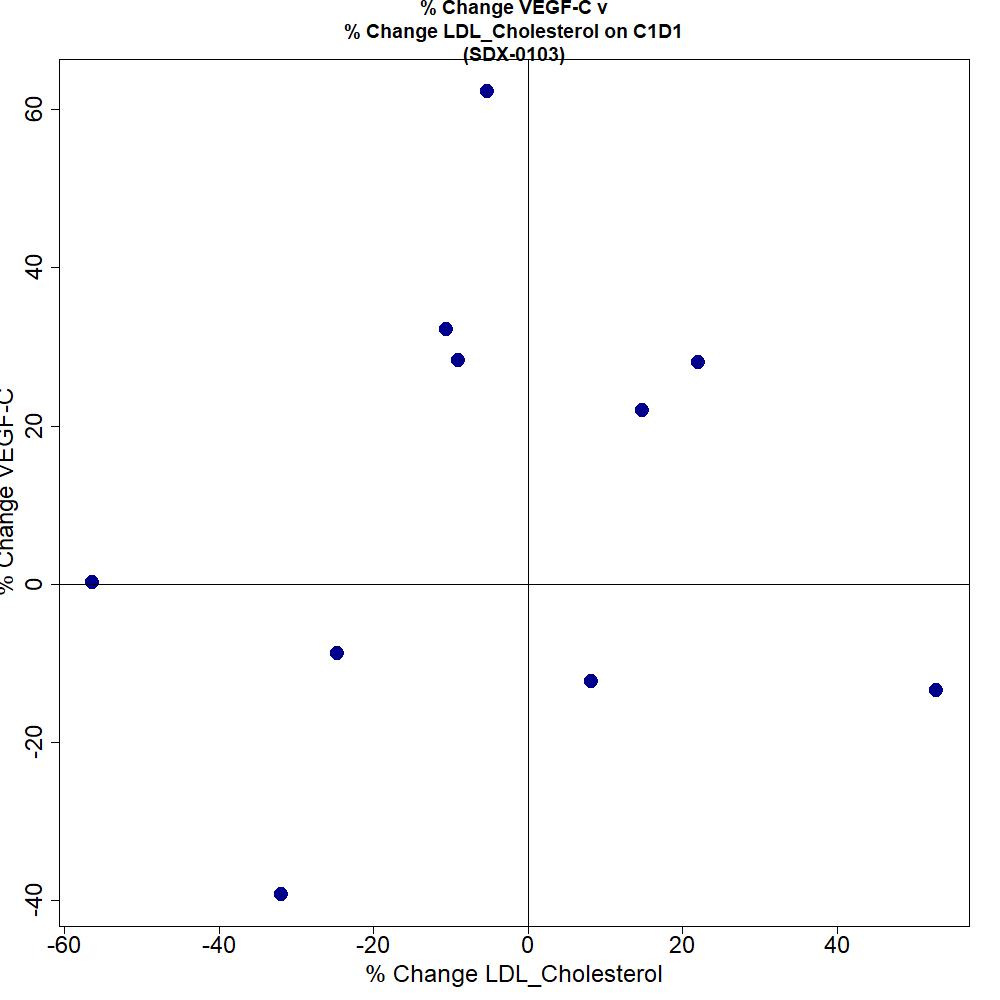 % Change VEGF-C v
% Change LDL_Cholesterol on C1D1
(SDX-0103)
60
40
20
0
-20
-40
% Change VEGF-C
-60
-40
-20
0
20
40
% Change LDL_Cholesterol